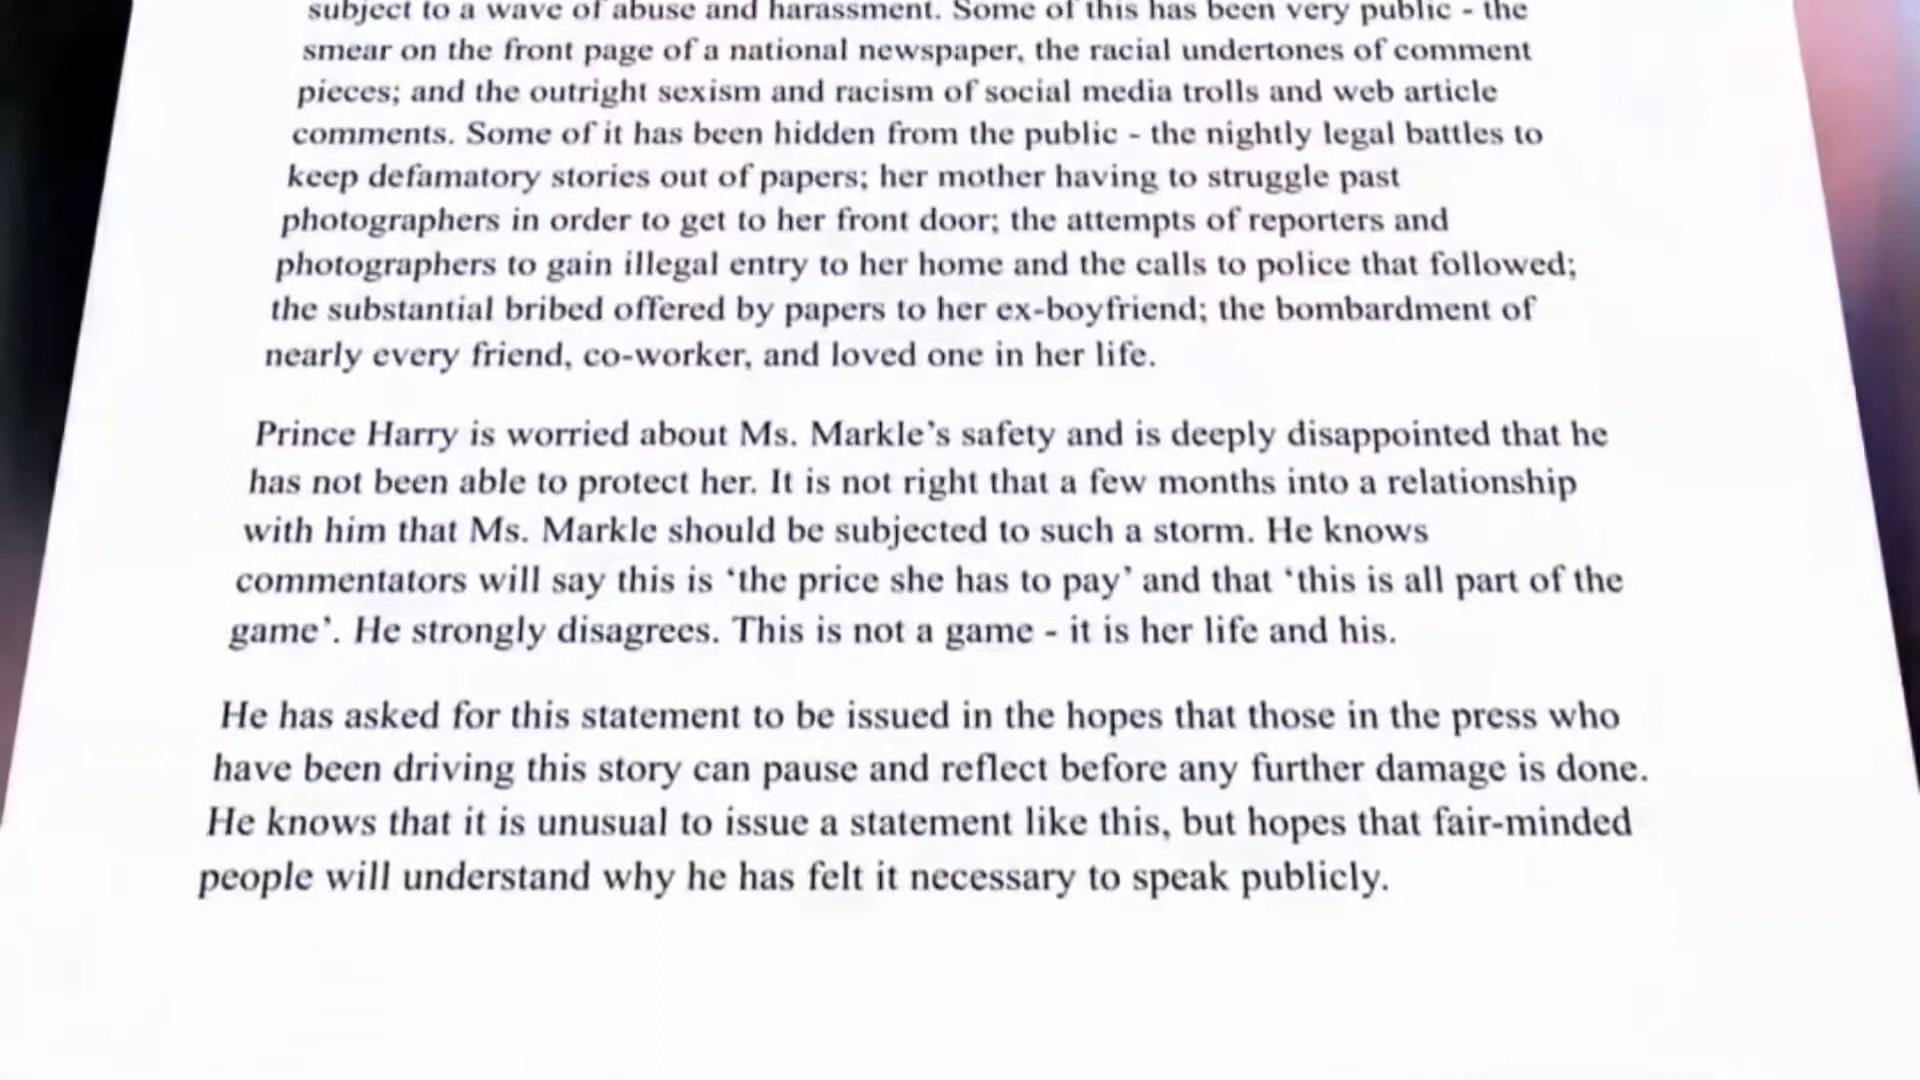 subject to a wave of abuse and harassment. Some of this has been very public - the
smear on the front page of a national newspaper, the racial undertones of comment
pieces; and the outright sexism and racism of social media trolls and web article
comments. Some of it has been hidden from the public - the nightly legal battles to
keep defamatory stories out of papers; her mother having to struggle past
photographers in order to get to her front door; the attempts of reporters and
photographers to gain illegal entry to her home and the calls to police that followed;
the substantial bribed offered by papers to her ex-boyfriend; the bombardment of
nearly every friend, co-worker, and loved one in her life.
Prince Harry is worried about Ms. Markle’s safety and is deeply disappointed that he
has not been able to protect her. It is not right that a few months into a relationship
with him that Ms. Markle should be subjected to such a storm. He knows
commentators will say this is ‘the price she has to pay’ and that ‘this is all part of the
game’. He strongly disagrees. This is not a game - it is her life and his.
He has asked for this statement to be issued in the hopes that those in the press who
have been driving this story can pause and reflect before any further damage is done.
He knows that it is unusual to issue a statement like this, but hopes that fair-minded
people will understand why he has felt it necessary to speak publicly.